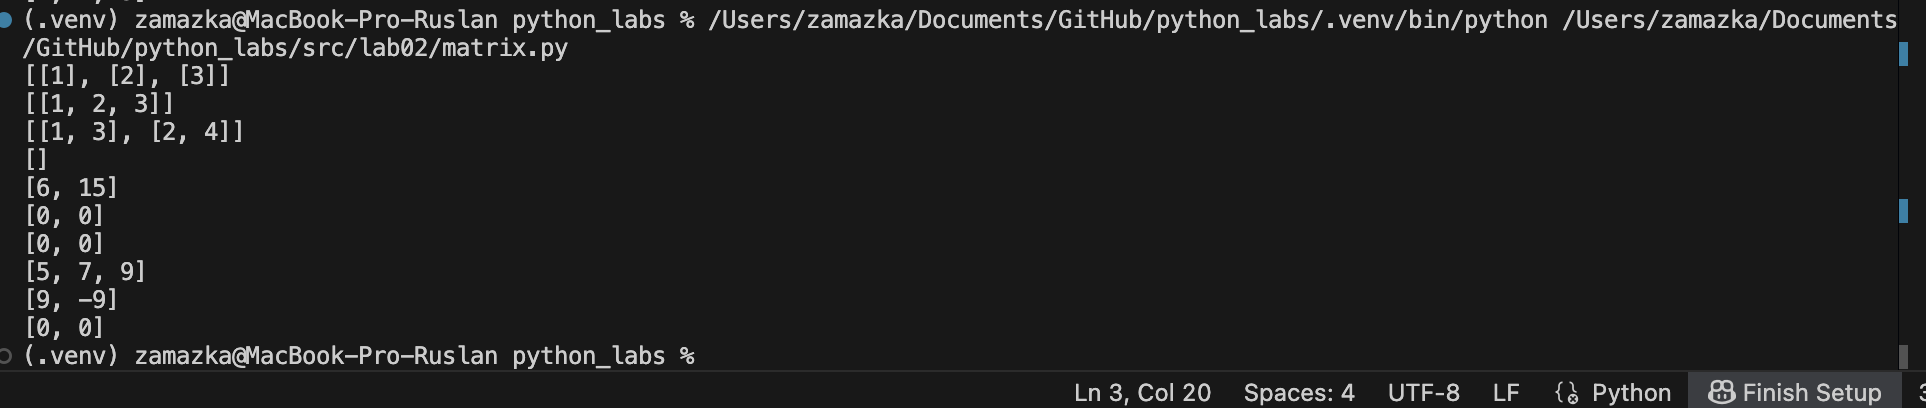 (.venv) zamazka@MacBook-Pro-Ruslan python_labs % /Users/zamazka/Documents/GitHub/python_labs/.venv/bin/python /Users/zamazka/Documents
/GitHub/python_labs/src/lab02/matrix.py
[[1], [2], [3]]
[[1, 2, 3]]
[[1, 3], [2, 4]]
[]
[6, 15]
[0, 0]
[0, 0]
[5, 7, 9]
[9, -9]
[0, 0]
(.venv) zamazka@MacBook-Pro-Ruslan python_labs %
Ln 3, Col 20 Spaces: 4 UTF-8 LF Python Finish Setup